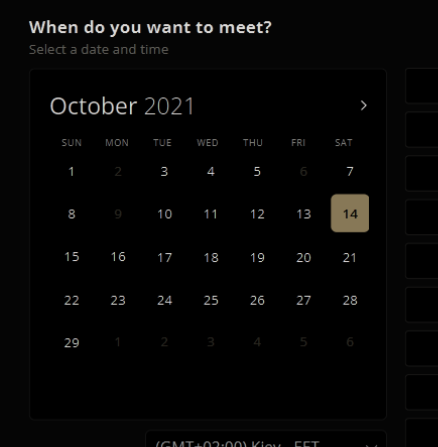 When do you want to meet?
Select a date and time
October 2021
SUN MON TUE WED THU FRI SAT
1 2 3 4 5 6 7
8 9 10 11 12 13 14
15 16 17 18 19 20 21
22 23 24 25 26 27 28
29 1 2 3 4 5 6
(GMT+02:00) Kiev EET